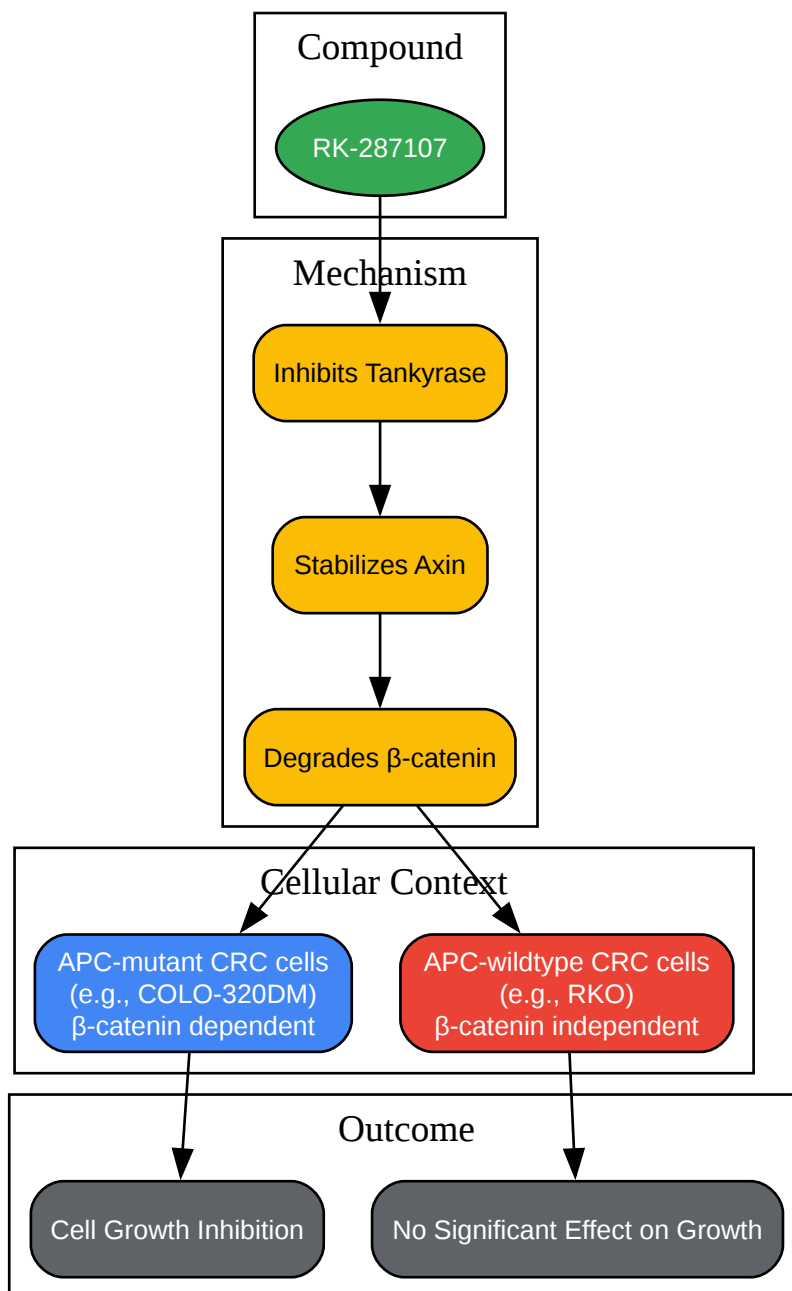 Compound
RK-287107
Mechanism
Inhibits Tankyrase
Stabilizes Axin
Degrades β-catenin
Cellular Context
APC-mutant CRC cells
(e.g., COLO-320DM)
β-catenin dependent
APC-wildtype CRC cells
(e.g., RKO)
β-catenin independent
Outcome
Cell Growth Inhibition
No Significant Effect on Growth